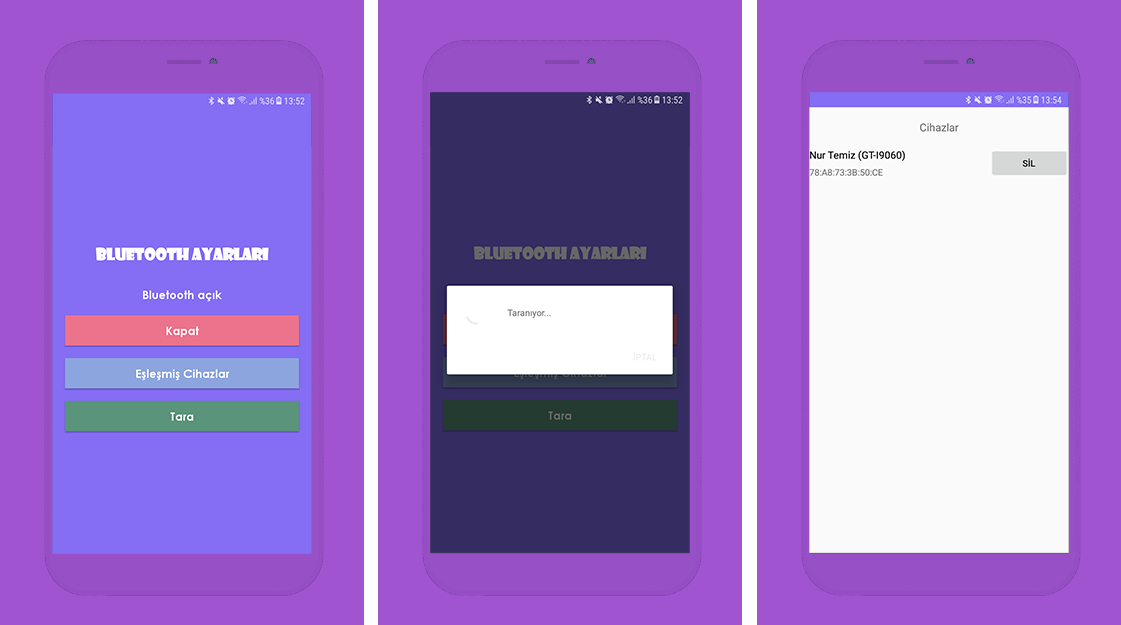 %36 13:52
BLUETOOTH AYARLARI
Bluetooth açık
Kapat
Eşleşmiş Cihazlar
Tara
%36 13:52
BLUETOOTH AYARLARI
Taranıyor...
İPTAL
Eşleşmiş Cihazlar
Tara
%35 13:54
Cihazlar
Nur Temiz (GT-I9060)
SİL
78:A8:73:3B:50:CE